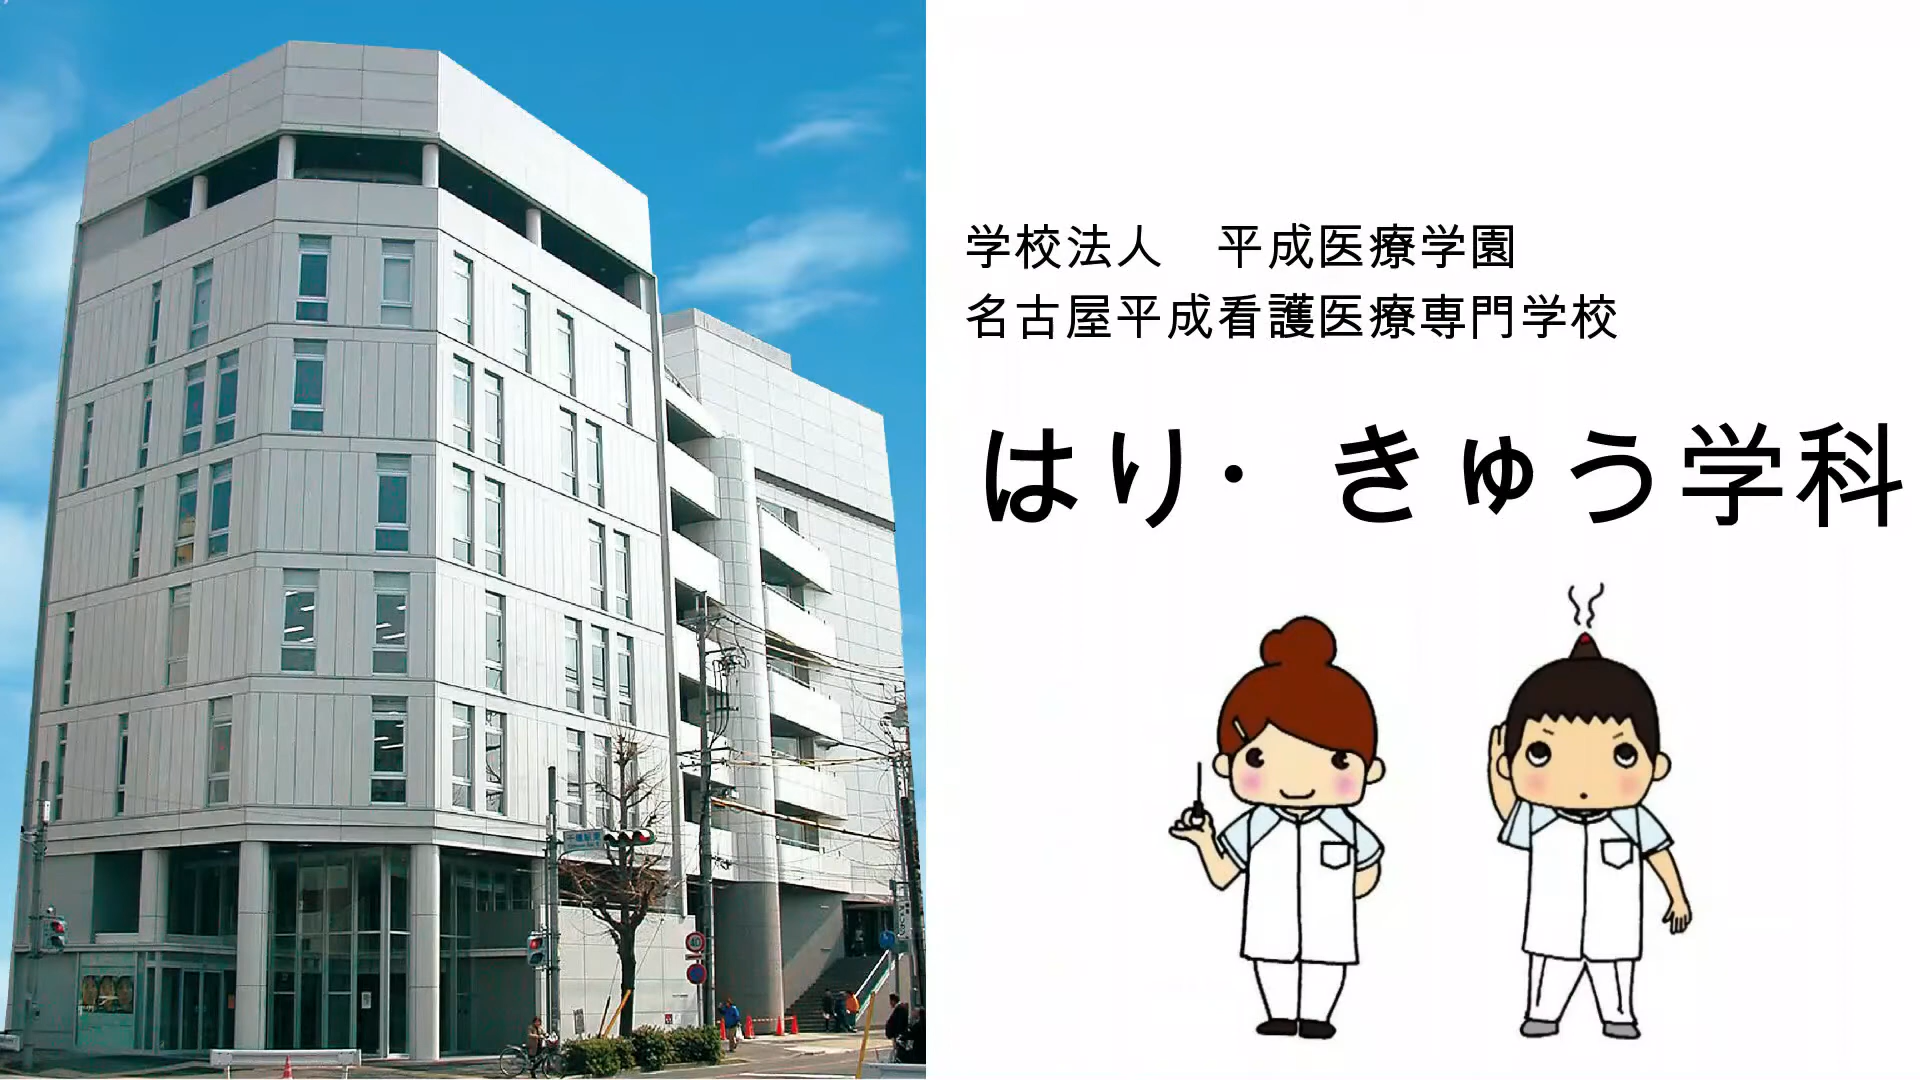 学校法人　平成医療学園
名古屋平成看護医療専門学校
はり・きゅう学科
40